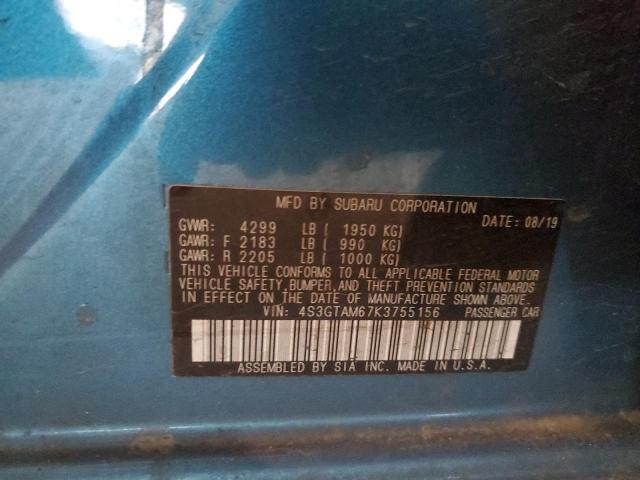 MFD BY SUBARU CORPORATION
GVWR: 4299 LB ( 1950 KG) DATE: 08/19
GAWR: F 2183 LB ( 990 KG)
GAWR: R 2205 LB ( 1000 KG)
THIS VEHICLE CONFORMS TO ALL APPLICABLE FEDERAL MOTOR
VEHICLE SAFETY, BUMPER, AND THEFT PREVENTION STANDARDS
IN EFFECT ON THE DATE OF MANUFACTURE SHOWN ABOVE.
VIN: 4S3GTAM67K3755156 PASSENGER CAR
ASSEMBLED BY SIA INC. MADE IN U.S.A.